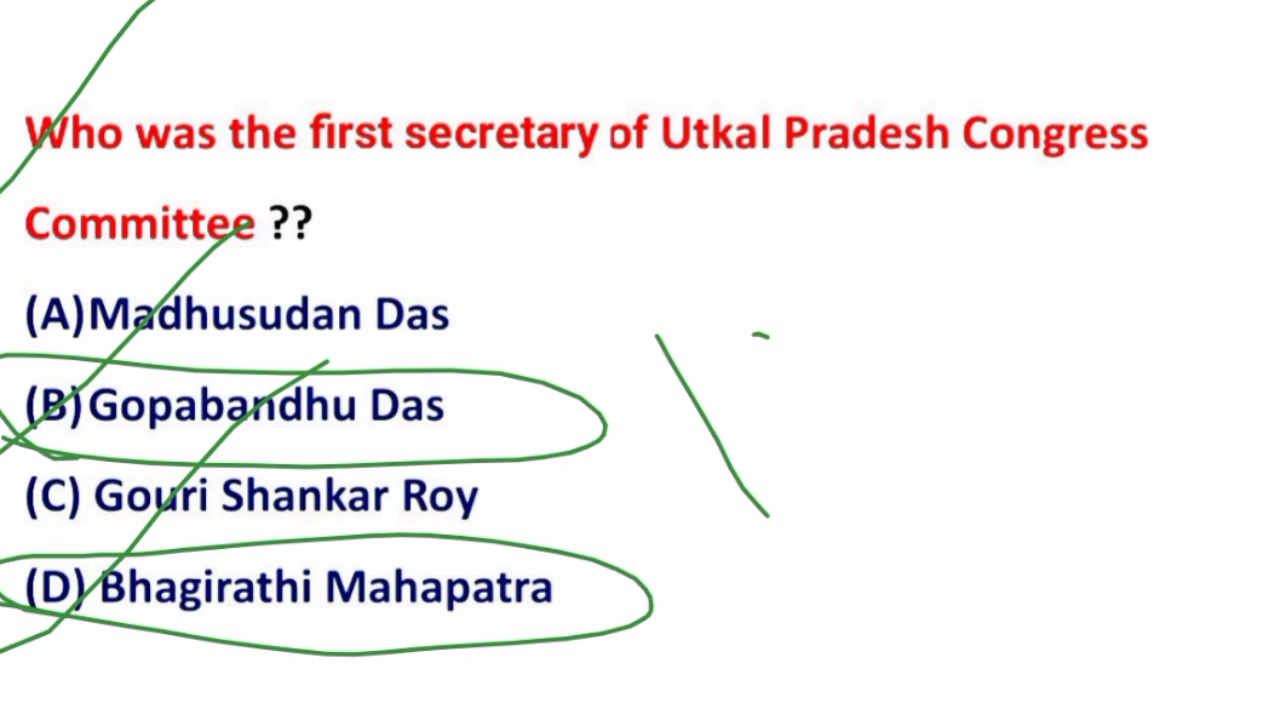 Who was the first secretary of Utkal Pradesh Congress
Committee ??
(A)Madhusudan Das
(B)Gopabandhu Das
(C) Gouri Shankar Roy
(D) Bhagirathi Mahapatra